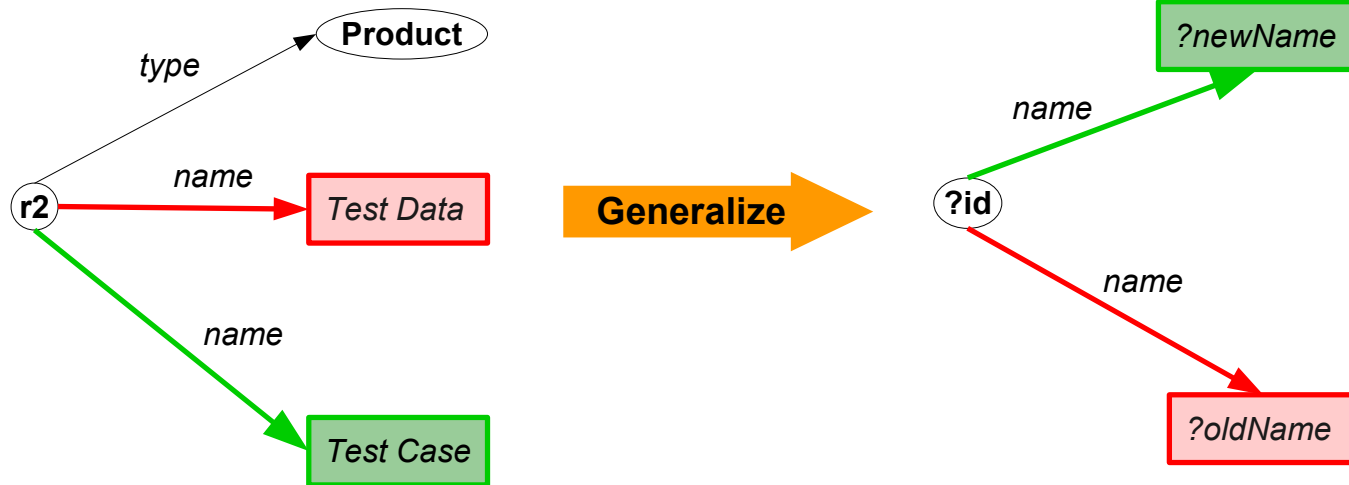 Product
type
name
r2
Test Data
name
Test Case
Generalize
?newName
name
?id
name
?oldName